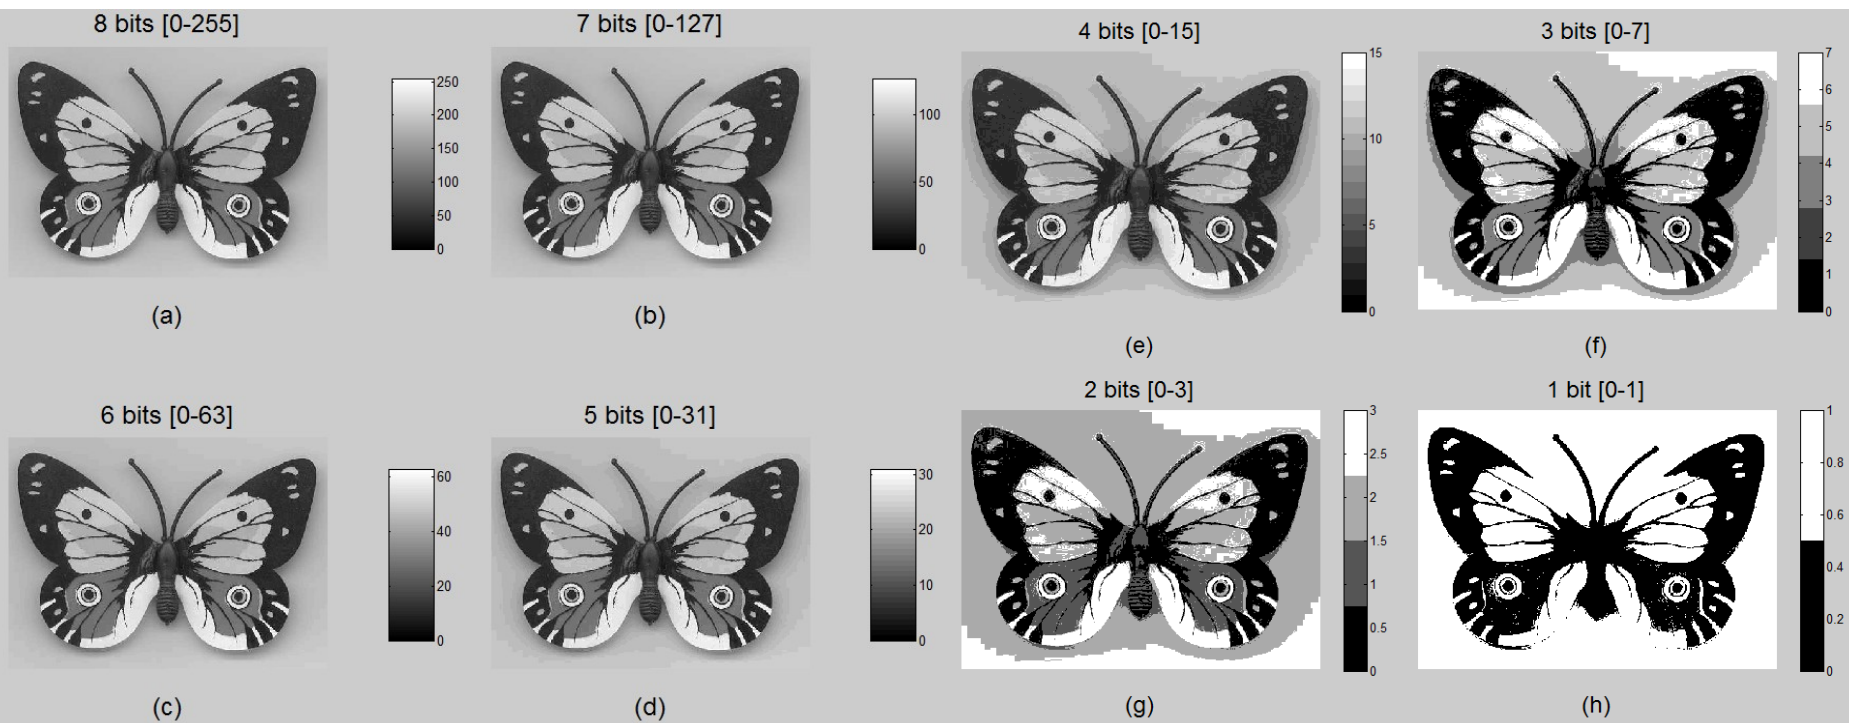 8 bits [0-255]
250
200
150
100
50
0
(a)
7 bits [0-127]
100
50
0
(b)
6 bits [0-63]
60
40
20
0
(c)
5 bits [0-31]
30
20
10
0
(d)
4 bits [0-15]
15
10
5
0
(e)
3 bits [0-7]
7
6
5
4
3
2
1
0
(f)
2 bits [0-3]
3
2.5
2
1.5
1
0.5
0
(g)
1 bit [0-1]
1
0.8
0.6
0.4
0.2
0
(h)